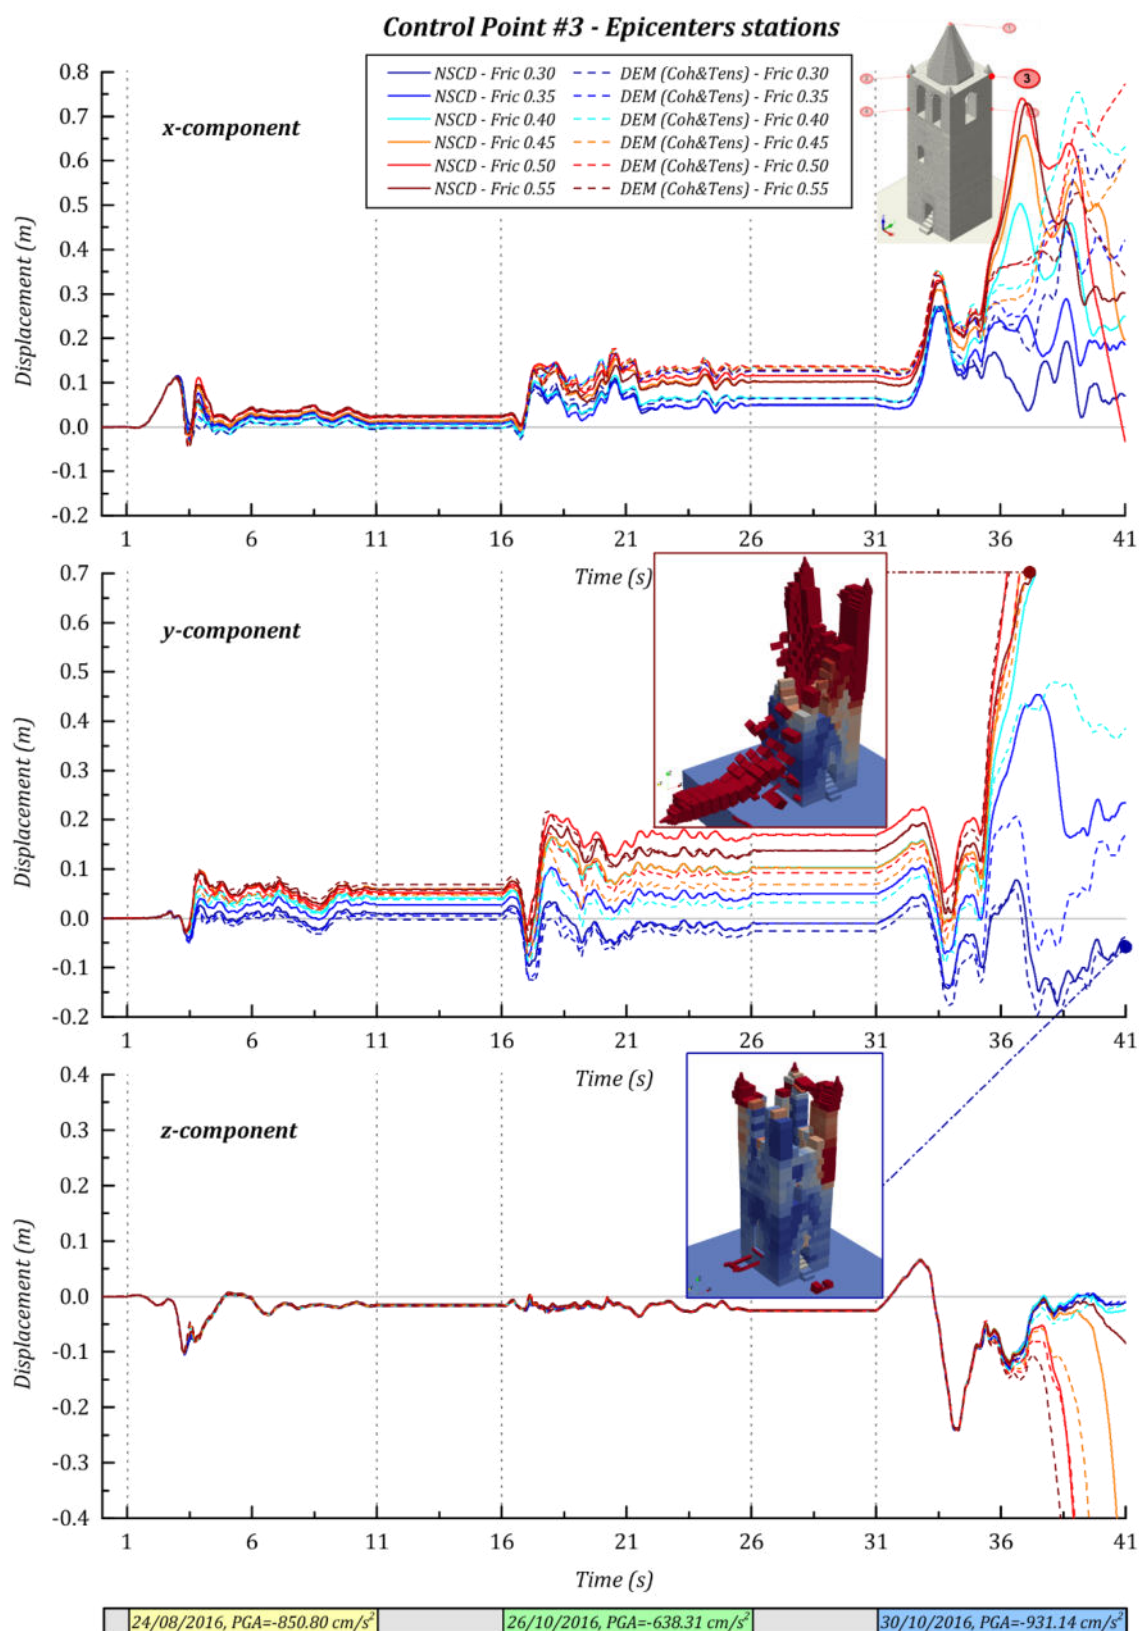 Control Point #3 - Epicenters stations
NSCD - Fric 0.30 DEM (Coh&Tens) - Fric 0.30
NSCD - Fric 0.35 DEM (Coh&Tens) - Fric 0.35
NSCD - Fric 0.40 DEM (Coh&Tens) - Fric 0.40
NSCD - Fric 0.45 DEM (Coh&Tens) - Fric 0.45
NSCD - Fric 0.50 DEM (Coh&Tens) - Fric 0.50
NSCD - Fric 0.55 DEM (Coh&Tens) - Fric 0.55
3
x-component
Displacement (m)
0.8
0.7
0.6
0.5
0.4
0.3
0.2
0.1
0.0
-0.1
-0.2
1 6 11 16 21 26 31 36 41
Time (s)
y-component
Displacement (m)
0.7
0.6
0.5
0.4
0.3
0.2
0.1
0.0
-0.1
-0.2
1 6 11 16 21 26 31 36 41
Time (s)
z-component
Displacement (m)
0.4
0.3
0.2
0.1
0.0
-0.1
-0.2
-0.3
-0.4
1 6 11 16 21 26 31 36 41
Time (s)
24/08/2016, PGA=-850.80 cm/s² 26/10/2016, PGA=-638.31 cm/s² 30/10/2016, PGA=-931.14 cm/s²